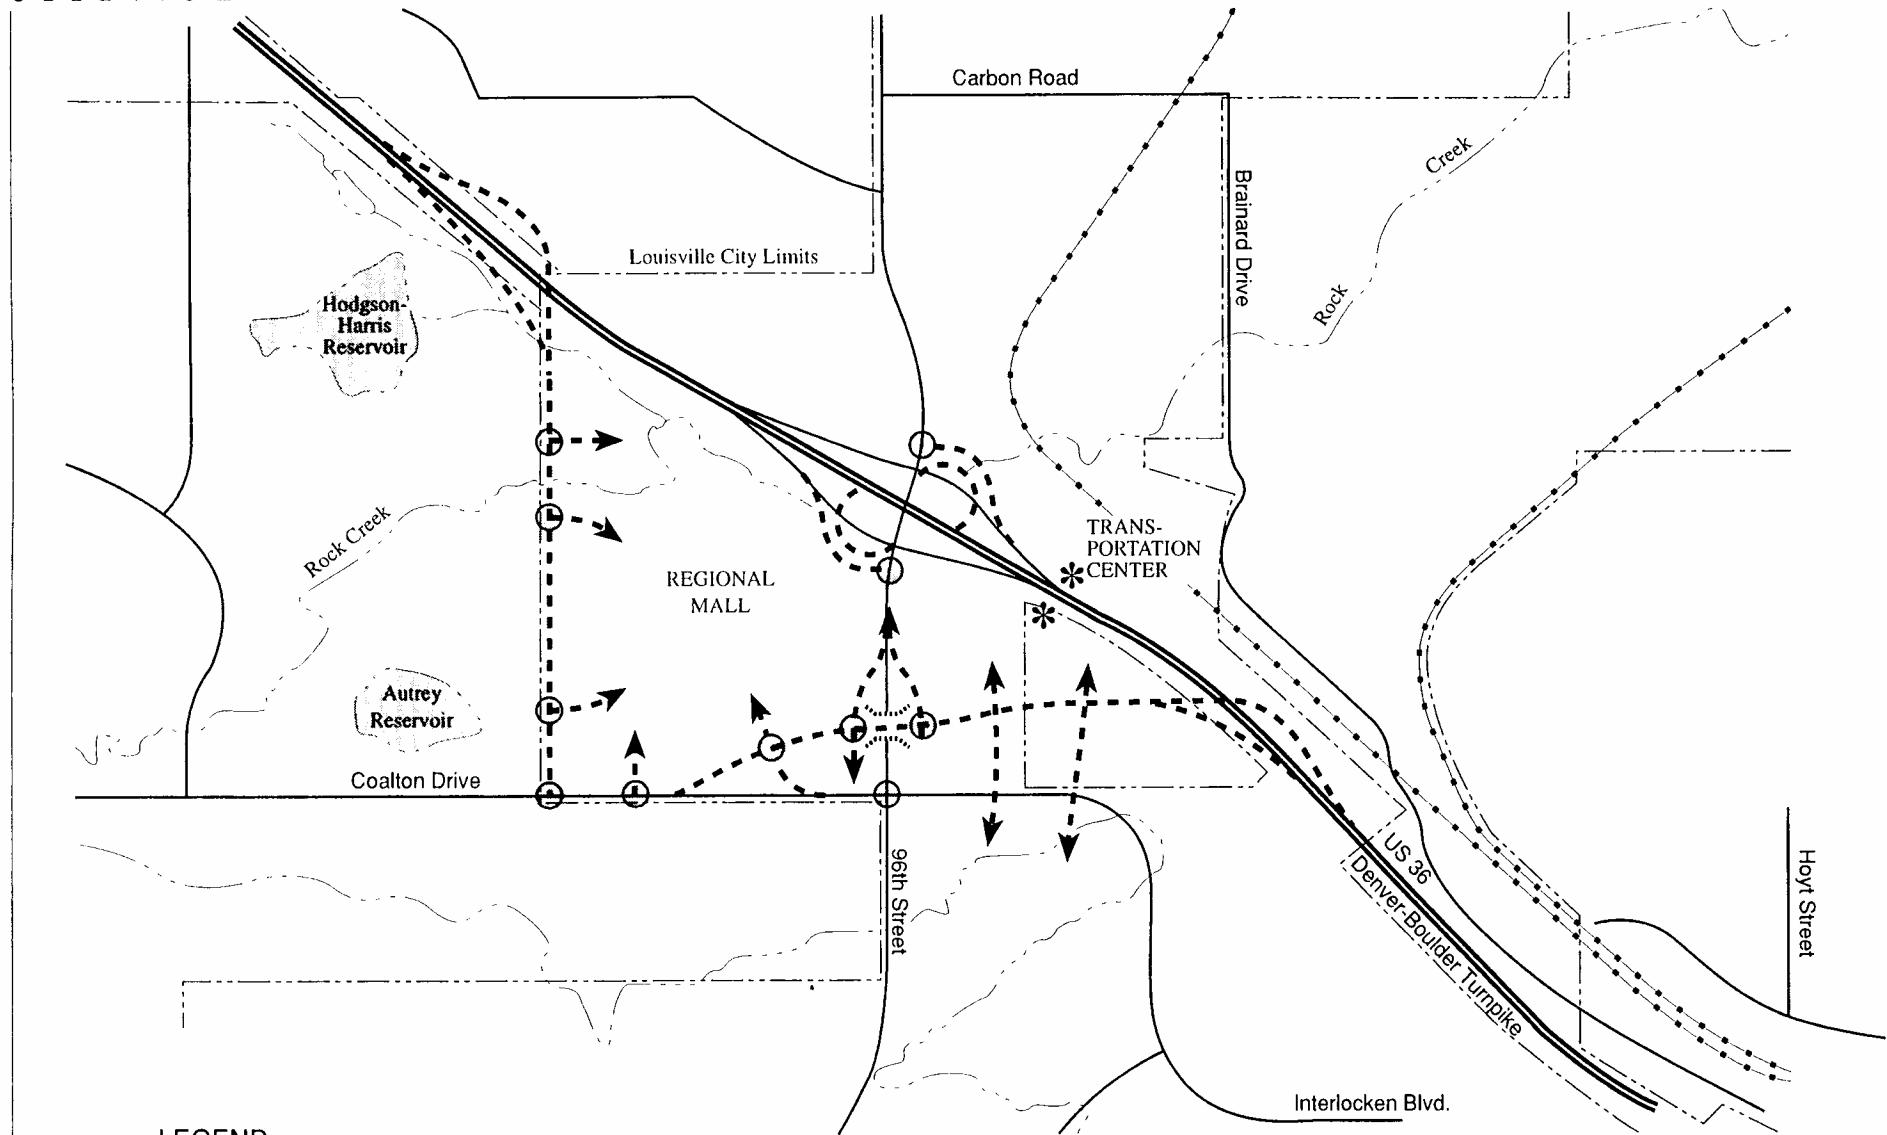 Carbon Road
Creek
Brainard Drive
Louisville City Limits
Rock
Hodgson-
Harris
Reservoir
TRANS-
PORTATION
CENTER
Rock Creek
REGIONAL
MALL
Autrey
Reservoir
Coalton Drive
96th Street
US 36
Denver-Boulder Turnpike
Hoyt Street
Interlocken Blvd.
LEGEND